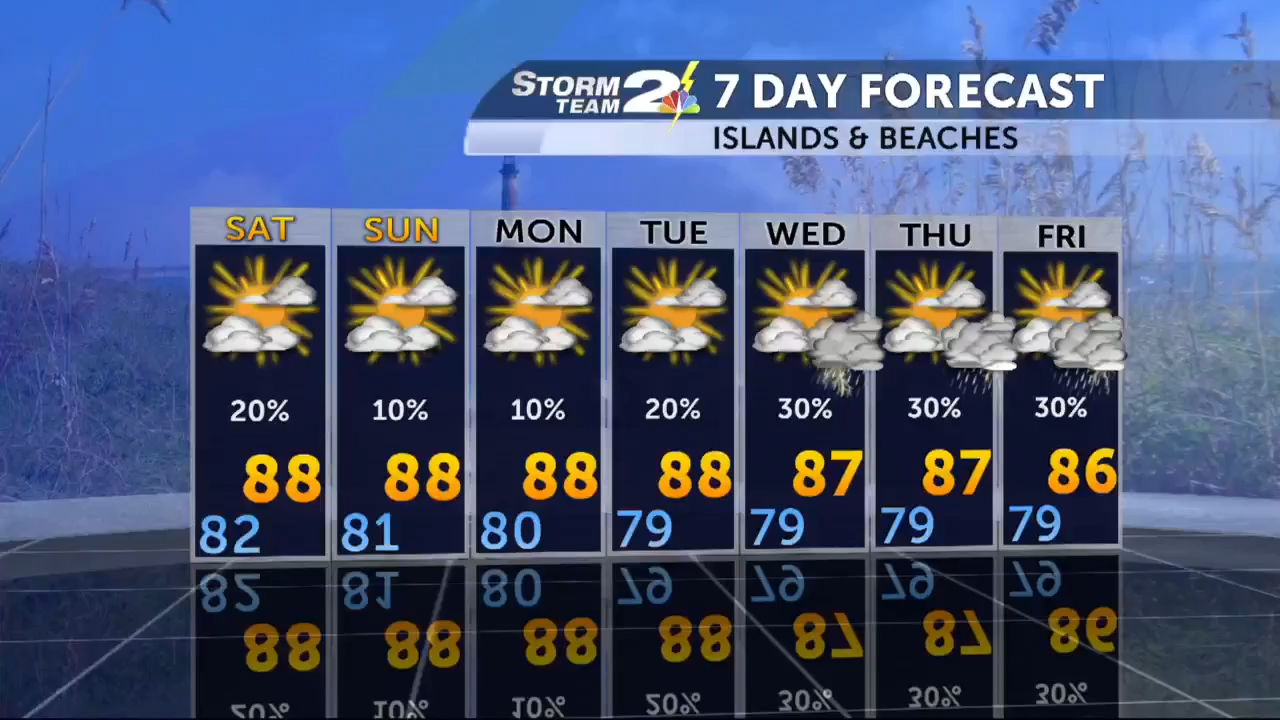 STORM TEAM 2 7 DAY FORECAST
ISLANDS & BEACHES
SAT SUN MON TUE WED THU FRI
20% 10% 10% 20% 30% 30% 30%
88 88 88 88 87 87 86
82 81 80 79 79 79 79